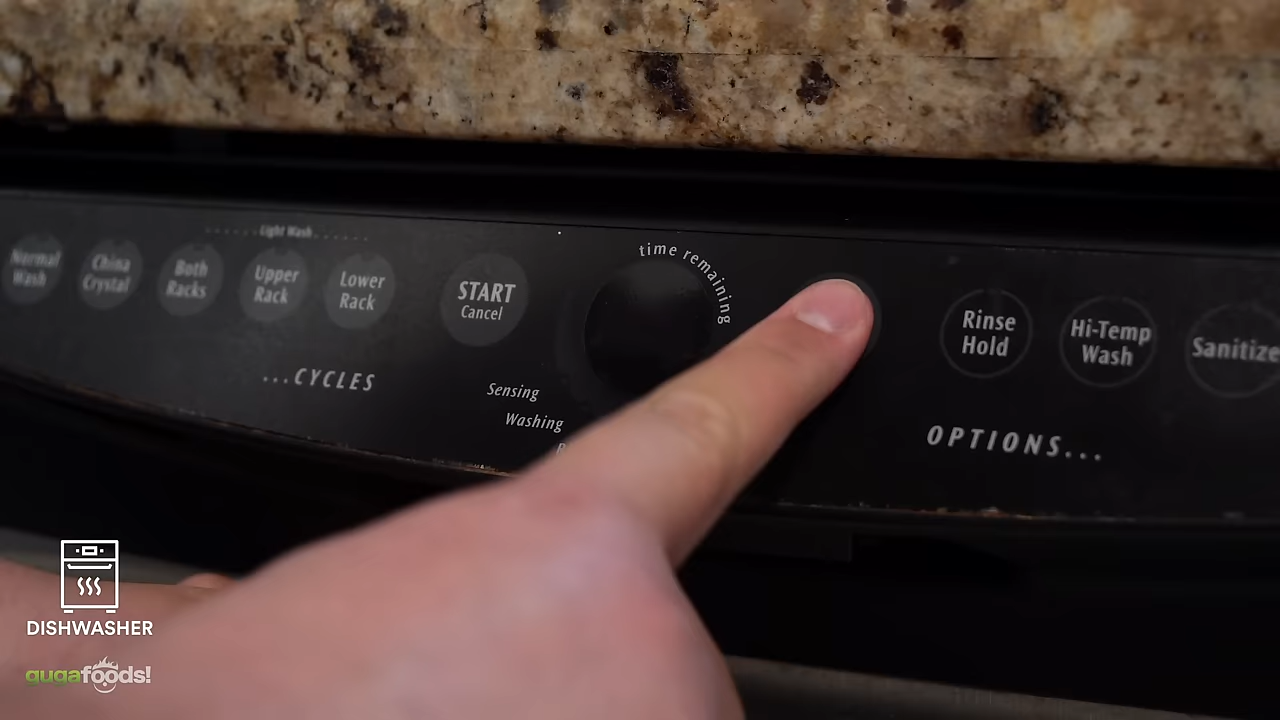 Light Wash
Normal
Wash
China
Crystal
Both
Racks
Upper
Rack
Lower
Rack
START
Cancel
time remaining
Rinse
Hold
Hi-Temp
Wash
Sanitize
...CYCLES
Sensing
Washing
OPTIONS...
DISHWASHER
gugafoods!